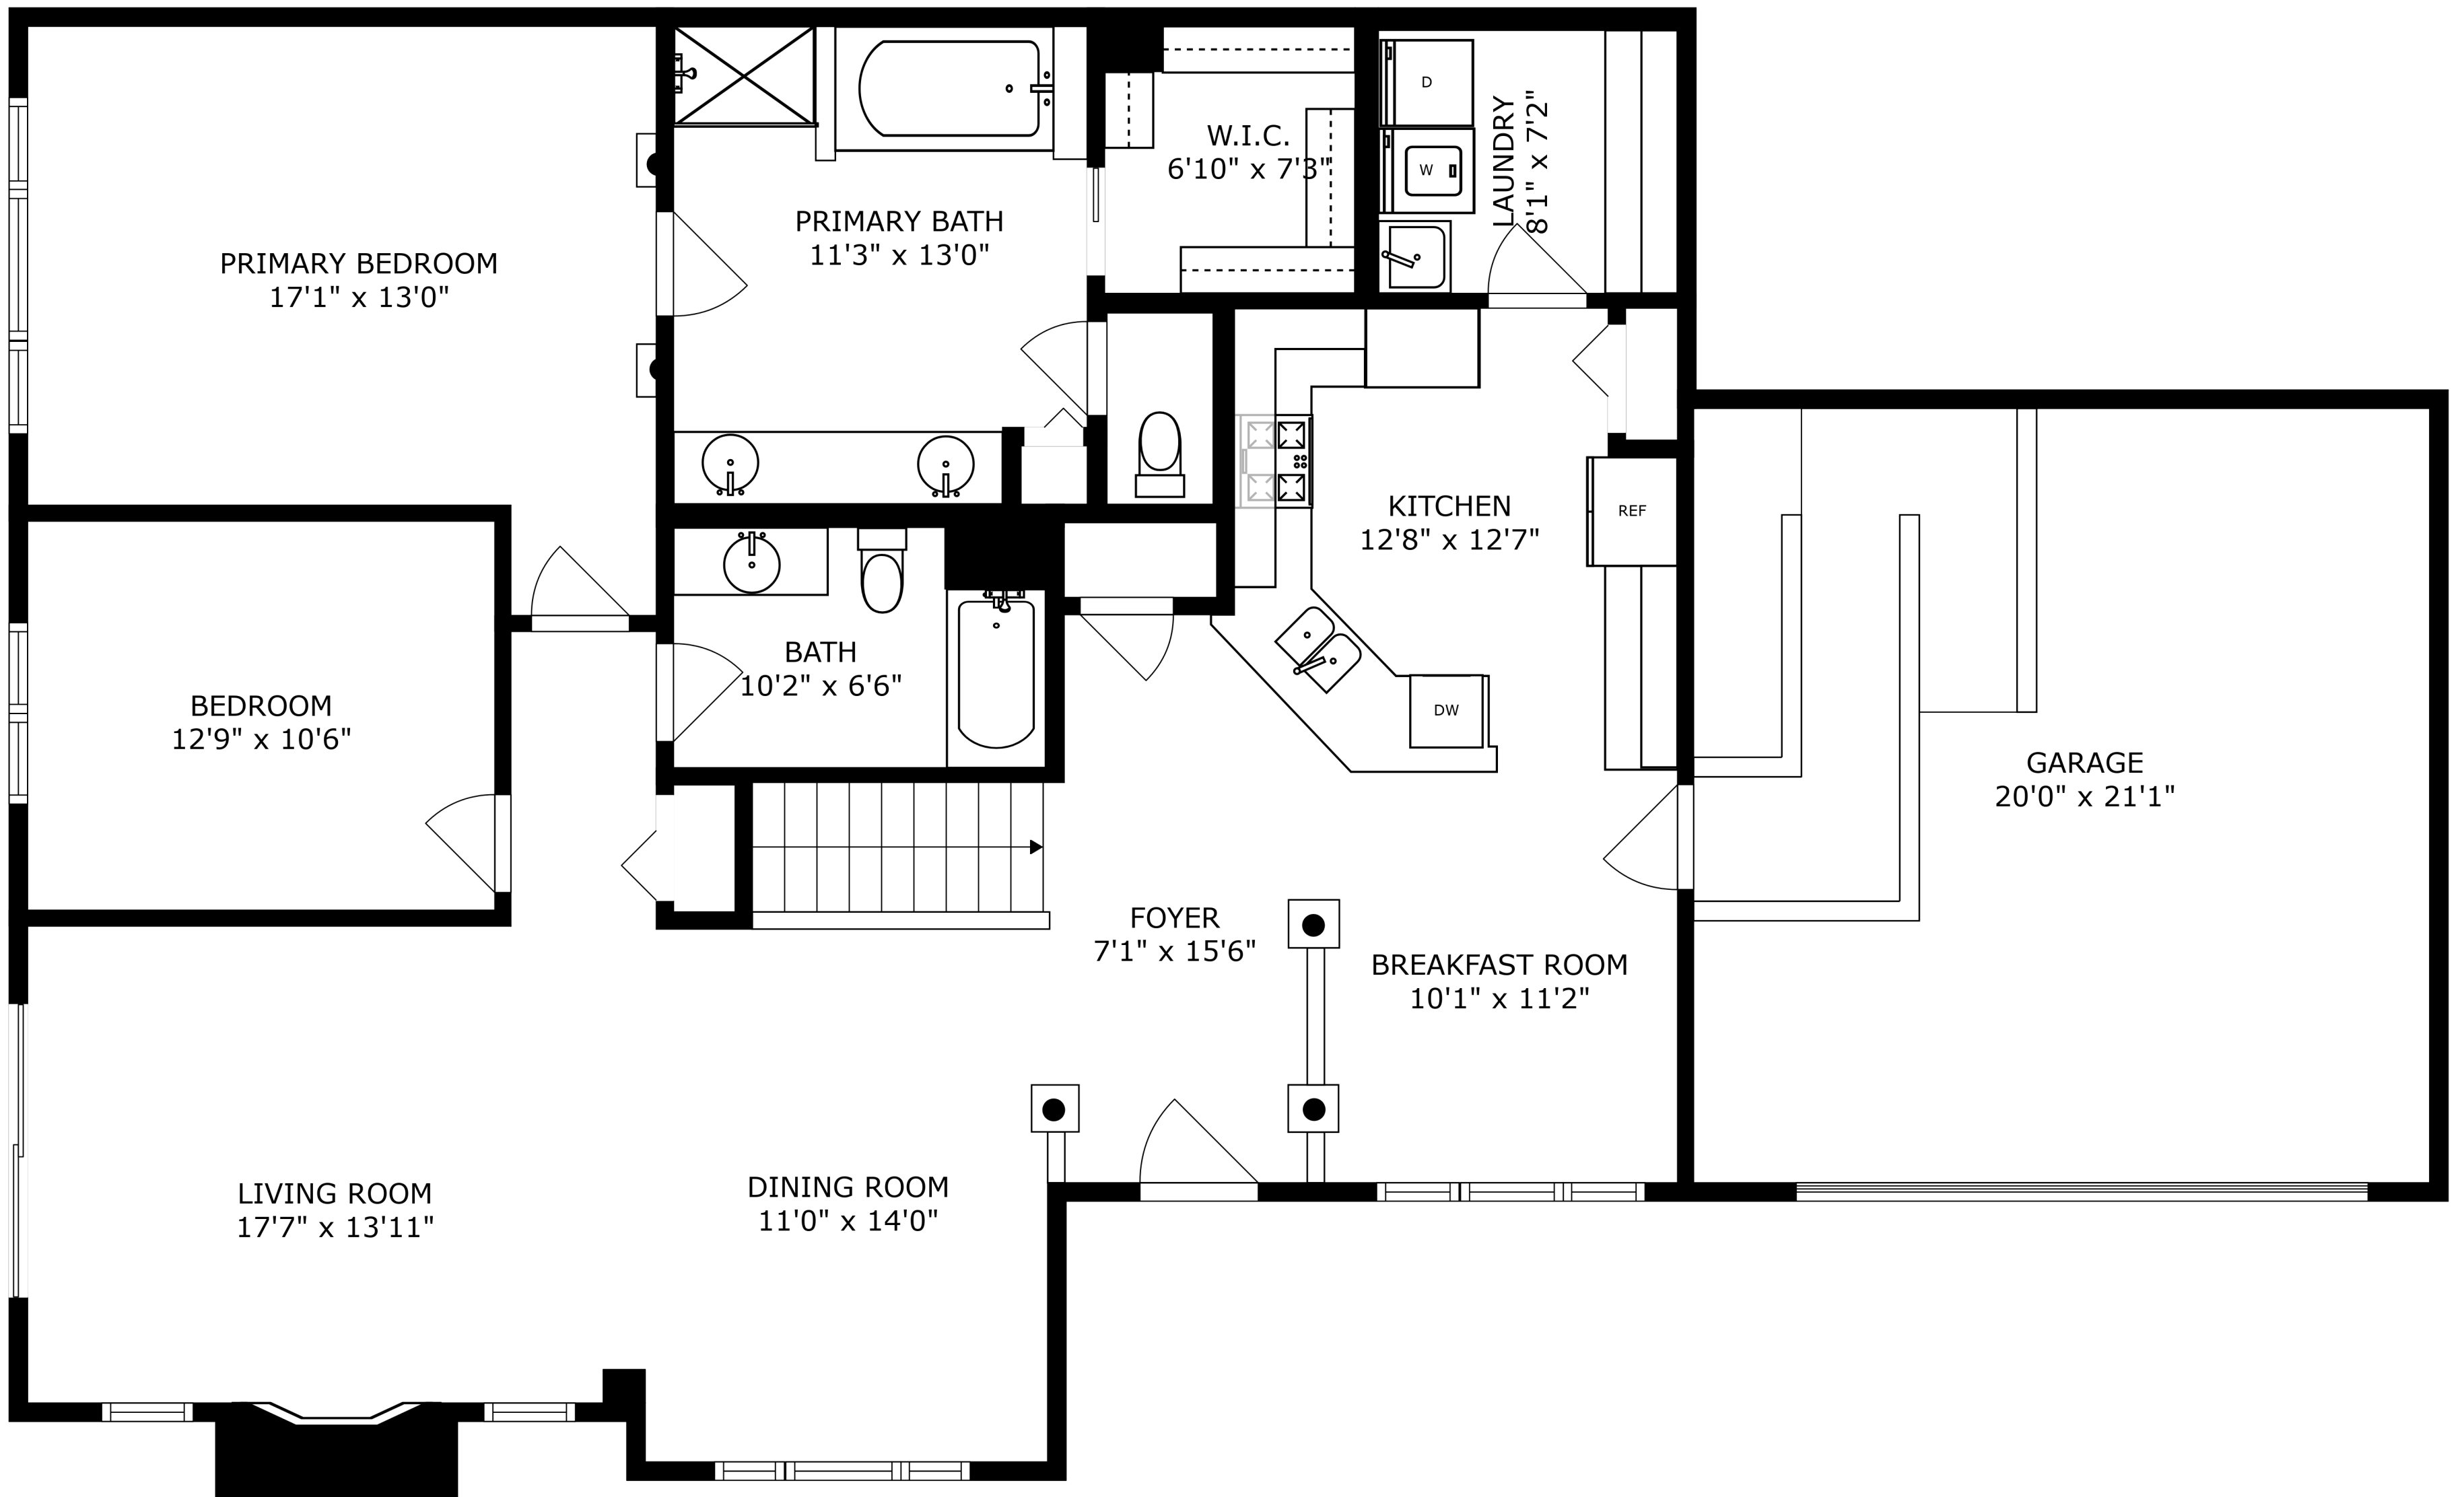 D
W
LAUNDRY
8'1" x 7'2"
W.I.C.
6'10" x 7'3"
PRIMARY BATH
11'3" x 13'0"
PRIMARY BEDROOM
17'1" x 13'0"
KITCHEN
12'8" x 12'7"
REF
BATH
10'2" x 6'6"
BEDROOM
12'9" x 10'6"
DW
GARAGE
20'0" x 21'1"
FOYER
7'1" x 15'6"
BREAKFAST ROOM
10'1" x 11'2"
LIVING ROOM
17'7" x 13'11"
DINING ROOM
11'0" x 14'0"